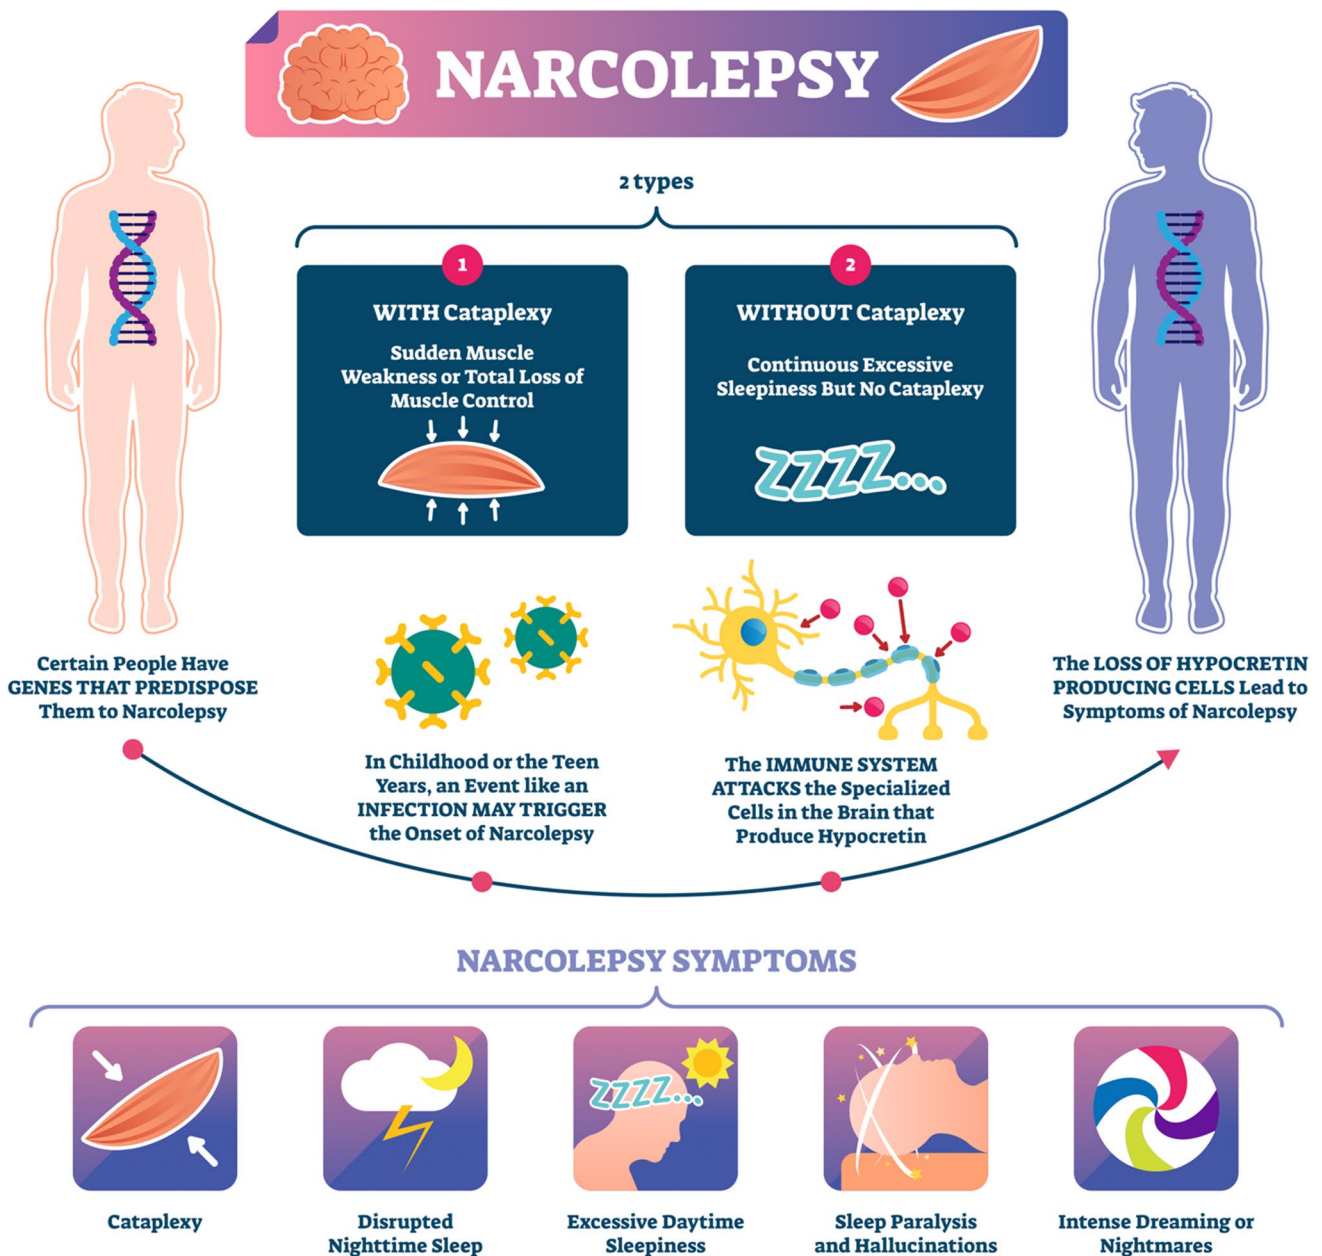 NARCOLEPSY
2 types
1
WITH Cataplexy
Sudden Muscle
Weakness or Total Loss of
Muscle Control
2
WITHOUT Cataplexy
Continuous Excessive
Sleepiness But No Cataplexy
ZZZZ...
Certain People Have
GENES THAT PREDISPOSE
Them to Narcolepsy
In Childhood or the Teen
Years, an Event like an
INFECTION MAY TRIGGER
the Onset of Narcolepsy
The IMMUNE SYSTEM
ATTACKS the Specialized
Cells in the Brain that
Produce Hypocretin
The LOSS OF HYPOCRETIN
PRODUCING CELLS Lead to
Symptoms of Narcolepsy
NARCOLEPSY SYMPTOMS
Cataplexy
Disrupted
Nighttime Sleep
ZZZZ...
Excessive Daytime
Sleepiness
Sleep Paralysis
and Hallucinations
Intense Dreaming or
Nightmares